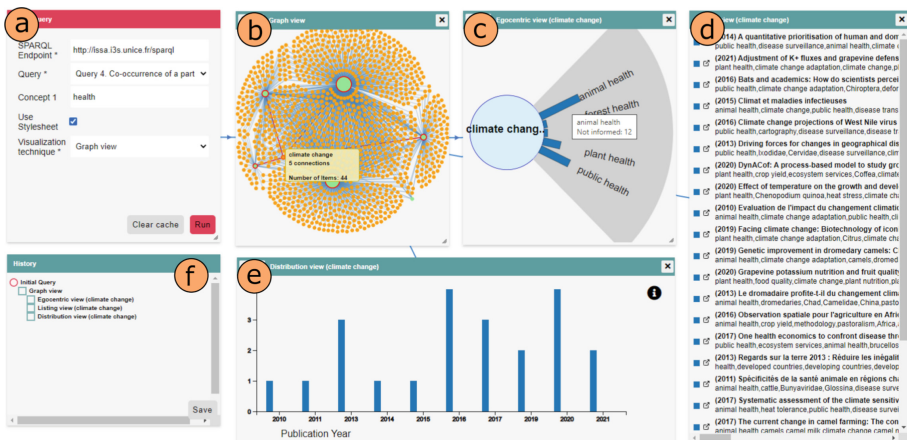 a
Query
SPARQL
Endpoint *
http://issa.i3s.unice.fr/sparql
Query *
Query 4. Co-occurrence of a part
Concept 1
health
Use
Stylesheet
Visualization
technique *
Graph view
Clear cache
Run
b
Graph view
climate change
5 connections
Number of Items: 44
c
Egocentric view (climate change)
climate chang..
animal health
forest health
animal health
Not informed: 12
plant health
public health
d
view (climate change)
2014) A quantitative prioritisation of human and dom
public health,disease surveillance,animal health,climate
(2021) Adjustment of K+ fluxes and grapevine defens
plant health,climate change adaptation,climate change,p
(2016) Bats and academics: How do scientists percei
public health,climate change adaptation,Chiroptera,defor
(2015) Climat et maladies infectieuses
animal health,climate change,public health,disease trans
(2016) Climate change projections of West Nile virus
public health,cartography,disease surveillance,disease tr
(2013) Driving forces for changes in geographical dis
public health,Ixodidae,Cervidae,disease surveillance,clim
(2020) DynACof: A process-based model to study gro
plant health,crop yield,ecosystem services,Coffea,climate
(2020) Effect of temperature on the growth and devel
plant health,Chenopodium quinoa,heat stress,climate cha
(2010) Evaluation de l'impact du changement climatic
animal health,climate change adaptation,public health,cli
(2019) Facing climate change: Biotechnology of icon
plant health,climate change adaptation,Citrus,climate cha
(2019) Genetic improvement in dromedary camels: C
animal health,climate change adaptation,camels,dromed
(2020) Grapevine potassium nutrition and fruit quality
plant health,food quality,climate change,plant nutrition,pla
(2013) Le dromadaire profite-t-il du changement clima
animal health,dromedaries,Chad,Camelidae,China,pasto
(2016) Observation spatiale pour l'agriculture en Afri
animal health,crop yield,methodology,pastoralism,Africa,
(2017) One health economics to confront disease thr
public health,ecosystem services,animal health,brucellos
(2013) Regards sur la terre 2013 : Réduire les inégalit
health,developed countries,developing countries,develop
(2011) Spécificités de la santé animale en régions cha
animal health,cattle,Bunyaviridae,Glossina,disease surve
(2017) Systematic assessment of the climate sensitiv
animal health,heat tolerance,public health,disease survei
(2017) The current change in camel farming: The con
animal health camels camel milk climate change camel n
History
f
Initial Query
Graph view
Egocentric view (climate change)
Listing view (climate change)
Distribution view (climate change)
Save
e
Distribution view (climate change)
3
2
1
0
2010
2011
2013
2014
2015
2016
2017
2019
2020
2021
Publication Year